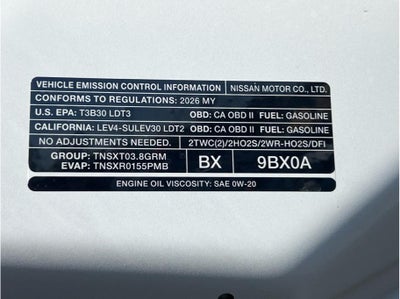 VEHICLE EMISSION CONTROL INFORMATION NISSAN MOTOR CO., LTD.
CONFORMS TO REGULATIONS: 2026 MY
U.S. EPA: T3B30 LDT3 OBD: CA OBD II FUEL: GASOLINE
CALIFORNIA: LEV4-SULEV30 LDT2 OBD: CA OBD II FUEL: GASOLINE
NO ADJUSTMENTS NEEDED. 2TWC(2)/2HO2S/2WR-HO2S/DFI
GROUP: TNSXT03.8GRM BX 9BX0A
EVAP: TNSXR0155PMB
ENGINE OIL VISCOSITY: SAE 0W-20